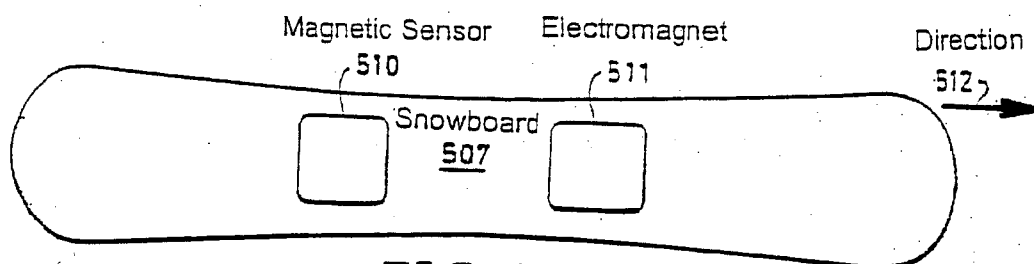 Magnetic Sensor
510
Electromagnet
511
Direction
512
Snowboard
507